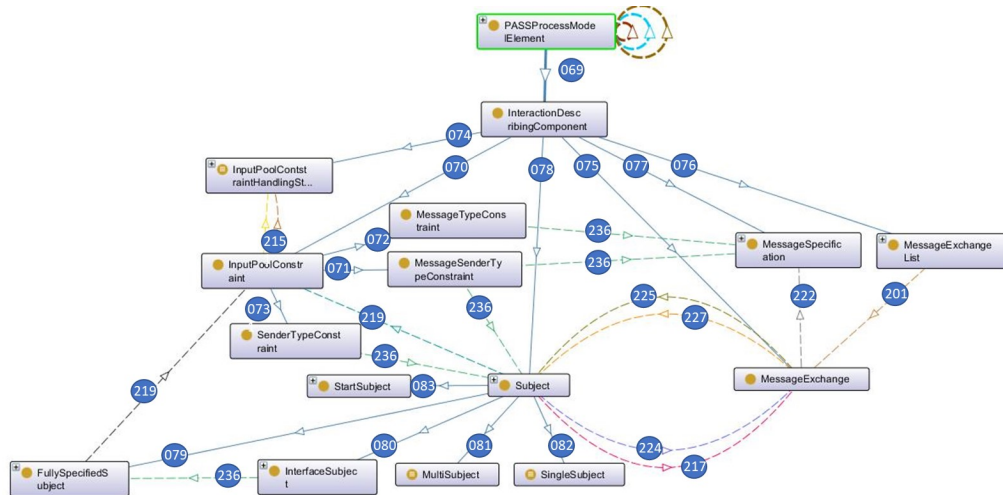 PASSProcessMode
lElement
069
InteractionDesc
ribingComponent
074
070
078
075
077
076
InputPoolContst
raintHandlingSt...
MessageTypeCons
traint
236
215
072
MessageSpecific
ation
MessageExchange
List
InputPoolConstr
aint
071
MessageSenderTy
peConstraint
236
073
236
219
225
222
201
227
SenderTypeConst
raint
236
StartSubject
083
Subject
MessageExchange
219
079
080
081
082
224
217
FullySpecifiedS
ubject
236
InterfaceSubjec
t
MultiSubject
SingleSubject